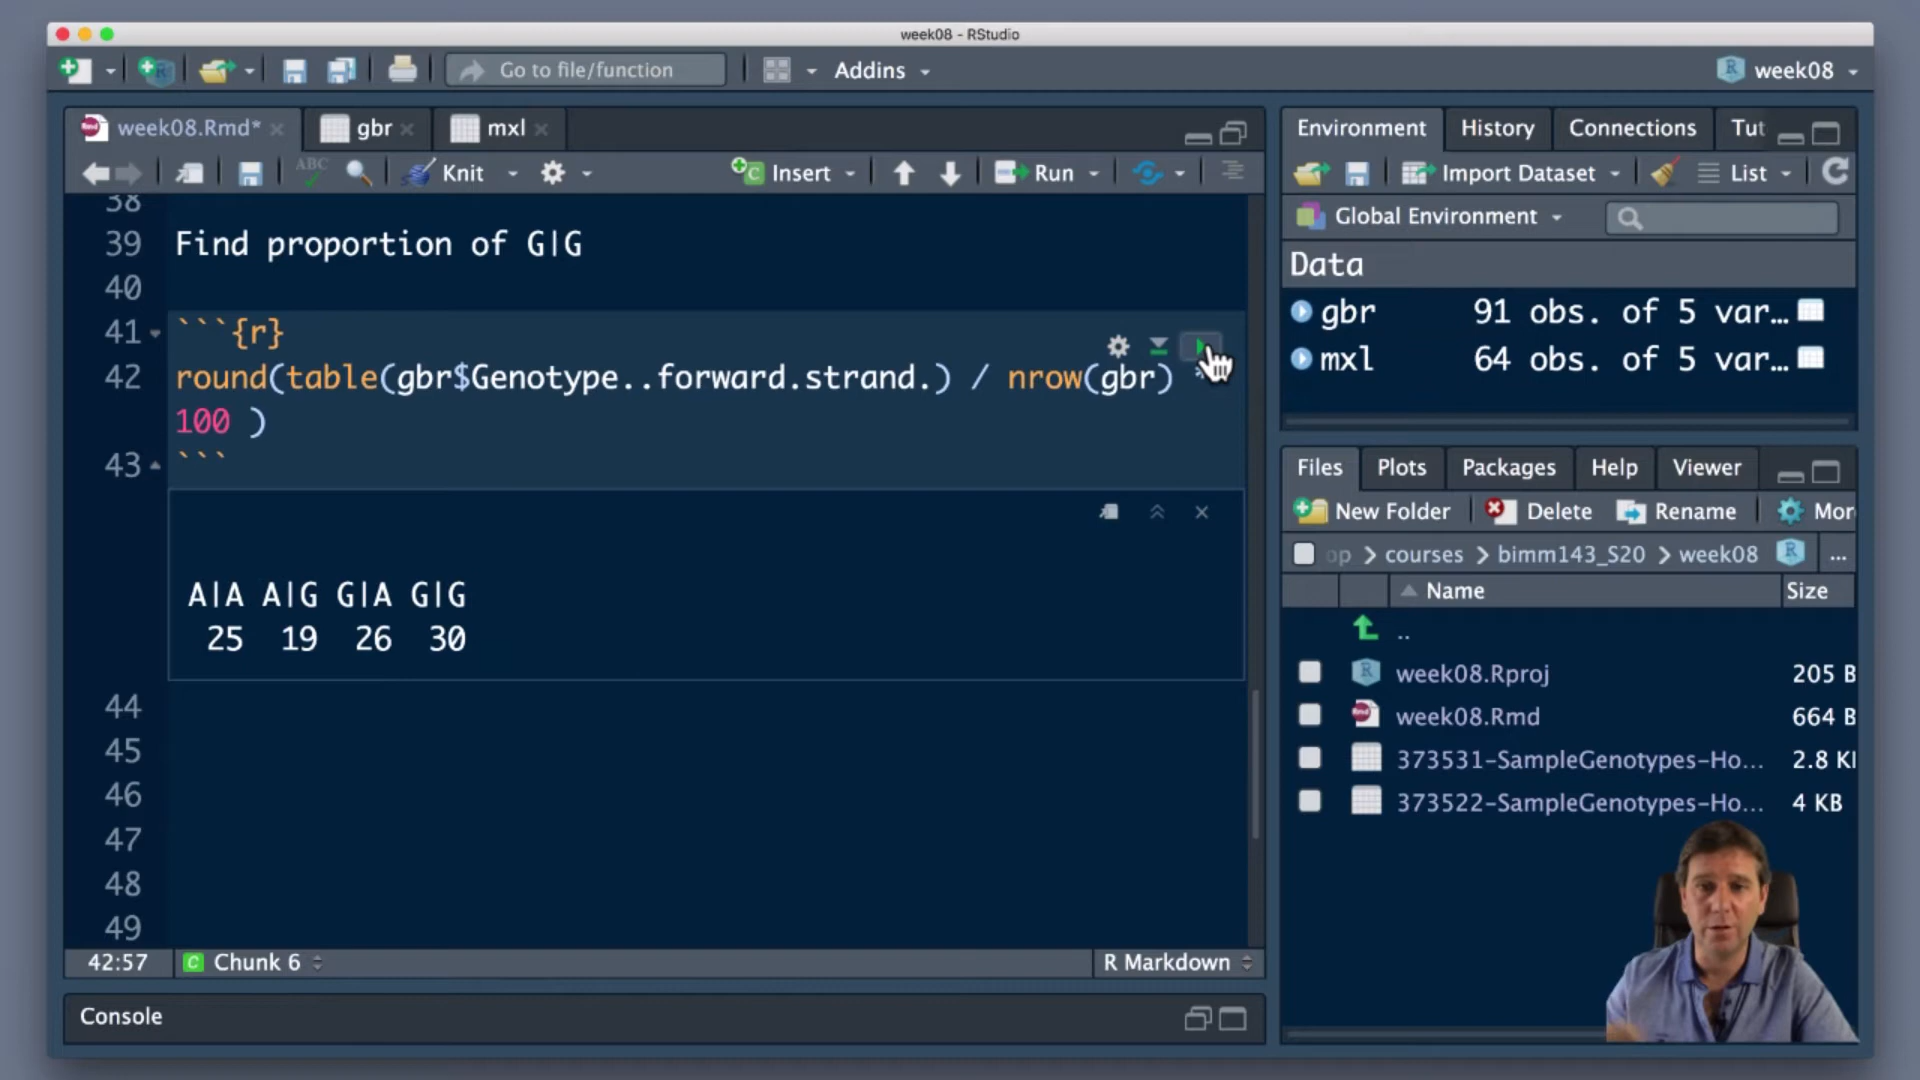 week08 - RStudio
Go to file/function
Addins
week08
week08.Rmd*
gbr
mxl
ABC
Knit
Insert
Run
38
39 Find proportion of G|G
40
41 ```{r}
42 round(table(gbr$Genotype..forward.strand.) / nrow(gbr) *
100 )
43 ```
A|A A|G G|A G|G
25 19 26 30
44
45
46
47
48
49
42:57
Chunk 6
R Markdown
Console
Environment
History
Connections
Tut
Import Dataset
List
Global Environment
Data
gbr 91 obs. of 5 var…
mxl 64 obs. of 5 var…
Files
Plots
Packages
Help
Viewer
New Folder
Delete
Rename
Mor
op > courses > bimm143_S20 > week08 ...
Name
Size
..
week08.Rproj 205 B
week08.Rmd 664 B
373531-SampleGenotypes-Ho... 2.8 K
373522-SampleGenotypes-Ho... 4 KB